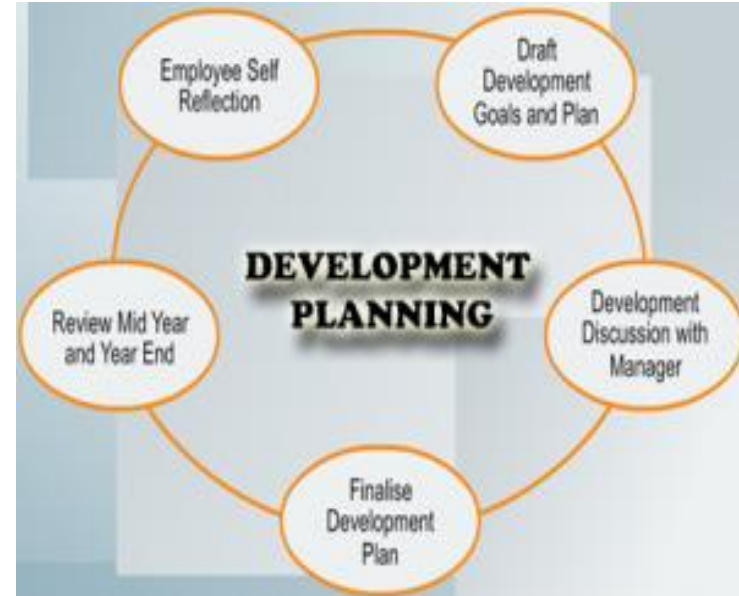 Employee Self
Reflection
Draft
Development
Goals and Plan
DEVELOPMENT
PLANNING
Development
Discussion with
Manager
Review Mid Year
and Year End
Finalise
Development
Plan